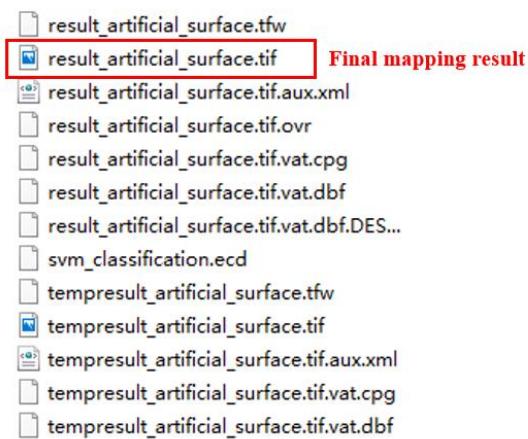 result_artificial_surface.tfw
result_artificial_surface.tif Final mapping result
result_artificial_surface.tif.aux.xml
result_artificial_surface.tif.ovr
result_artificial_surface.tif.vat.cpg
result_artificial_surface.tif.vat.dbf
result_artificial_surface.tif.vat.dbf.DES...
svm_classification.ecd
tempresult_artificial_surface.tfw
tempresult_artificial_surface.tif
tempresult_artificial_surface.tif.aux.xml
tempresult_artificial_surface.tif.vat.cpg
tempresult_artificial_surface.tif.vat.dbf